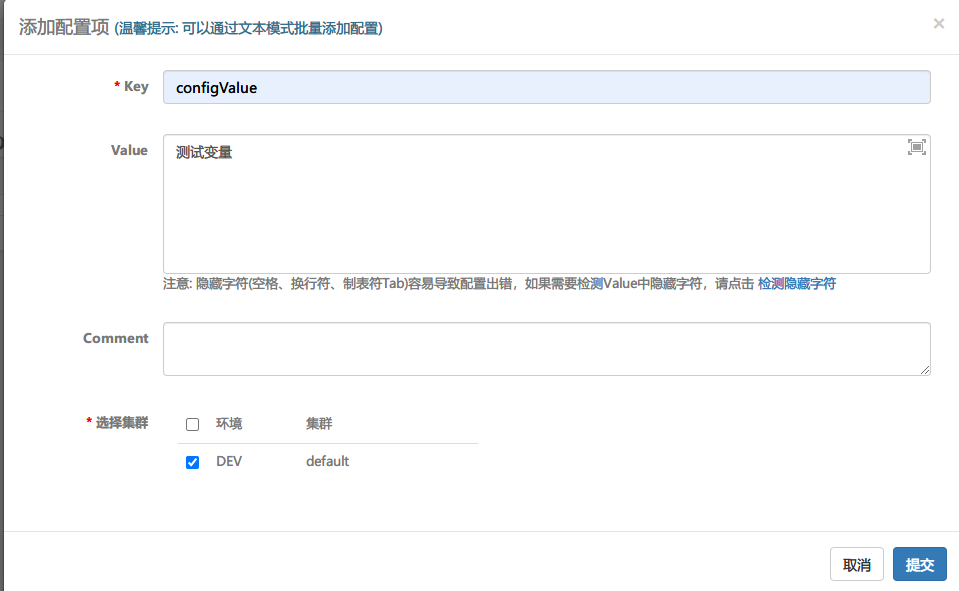 添加配置项 (温馨提示: 可以通过文本模式批量添加配置)
×
* Key
configValue
Value
测试变量
注意: 隐藏字符(空格、换行符、制表符Tab)容易导致配置出错，如果需要检测Value中隐藏字符，请点击 检测隐藏字符
Comment
* 选择集群
环境 集群
DEV default
取消 提交